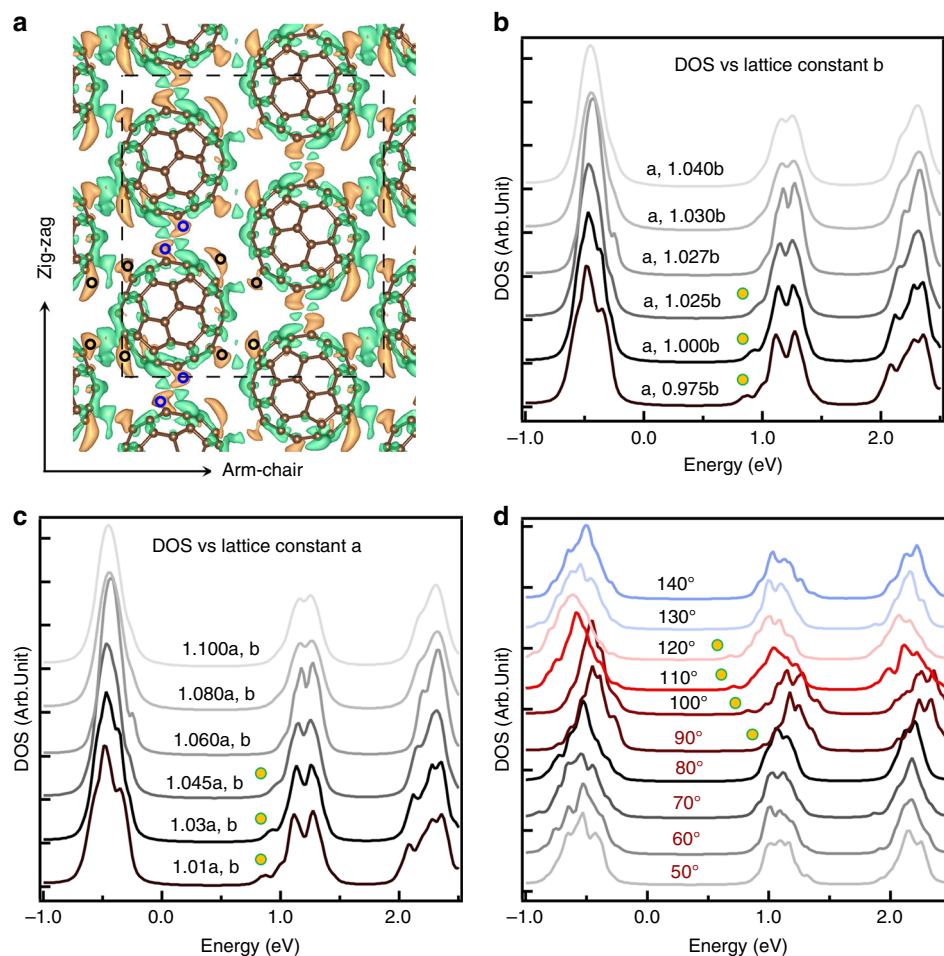 a
Zig-zag
Arm-chair
b
DOS vs lattice constant b
a, 1.040b
a, 1.030b
a, 1.027b
a, 1.025b
a, 1.000b
a, 0.975b
DOS (Arb.Unit)
−1.0 0.0 1.0 2.0
Energy (eV)
c
DOS vs lattice constant a
1.100a, b
1.080a, b
1.060a, b
1.045a, b
1.03a, b
1.01a, b
DOS (Arb.Unit)
−1.0 0.0 1.0 2.0
Energy (eV)
d
140°
130°
120°
110°
100°
90°
80°
70°
60°
50°
DOS (Arb.Unit)
−1.0 0.0 1.0 2.0
Energy (eV)